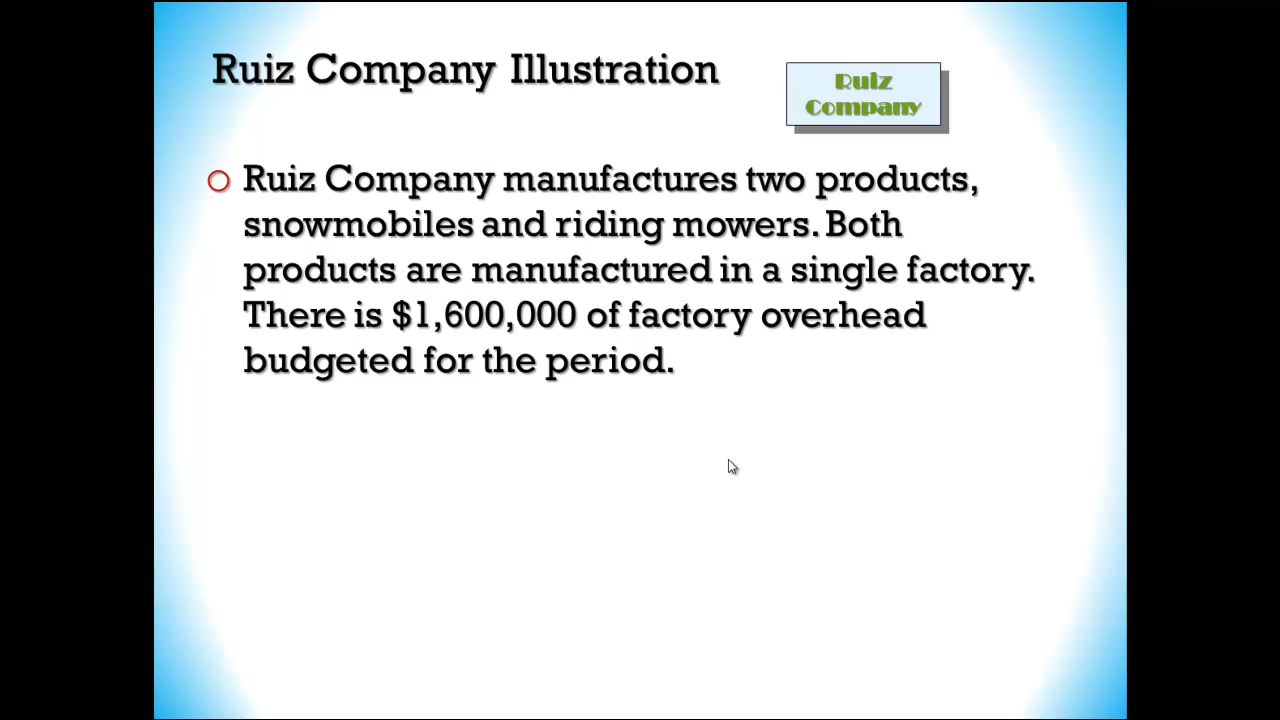 Ruiz Company Illustration
Ruiz
Company
Ruiz Company manufactures two products,
snowmobiles and riding mowers. Both
products are manufactured in a single factory.
There is $1,600,000 of factory overhead
budgeted for the period.